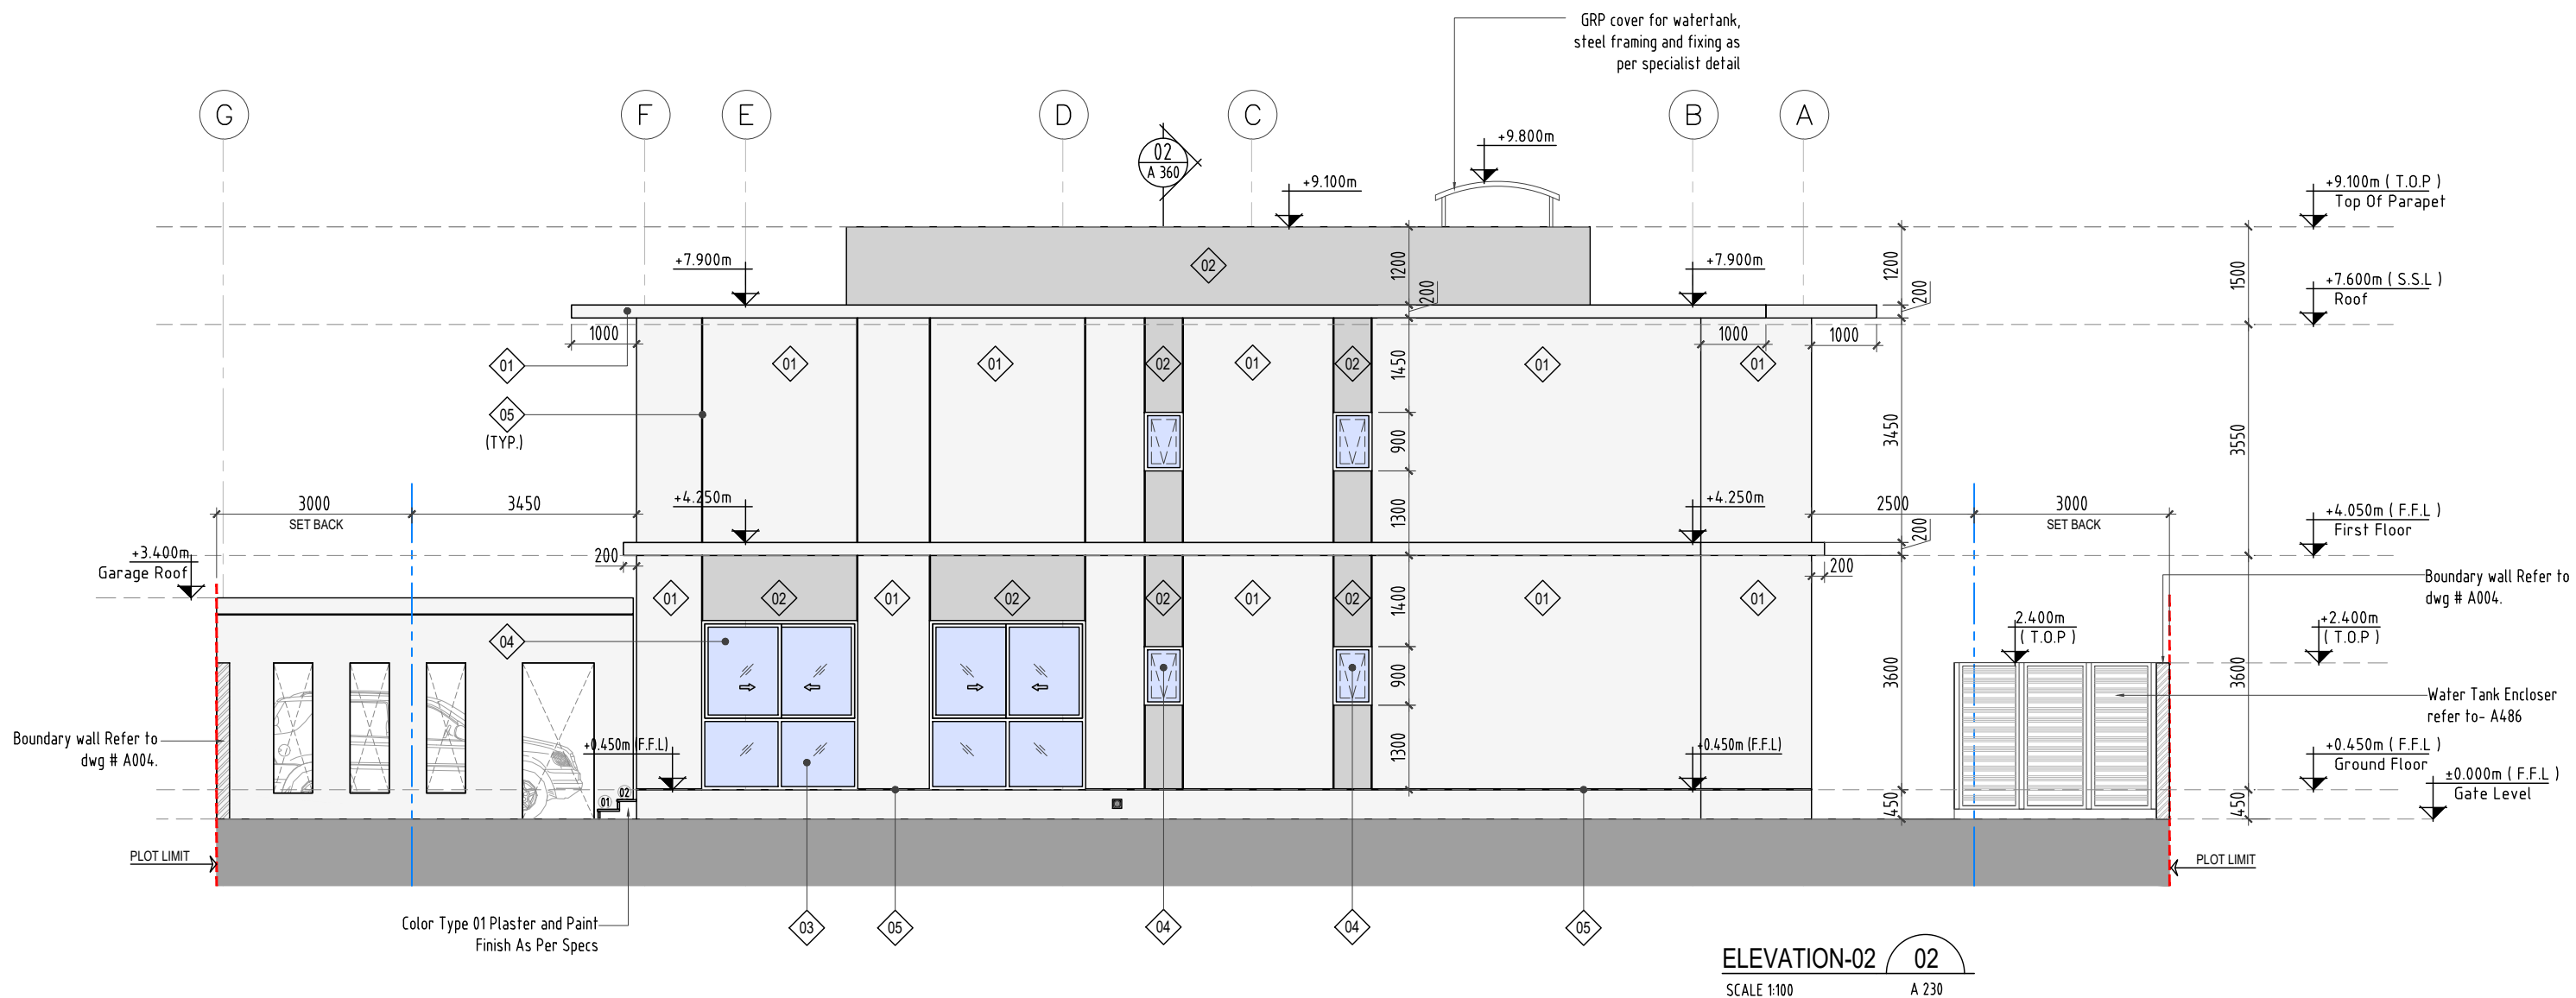 GRP cover for watertank,
steel framing and fixing as
per specialist detail
G
F
E
D
C
B
A
02
A 360
+9.800m
+9.100m
+9.100m ( T.O.P )
Top Of Parapet
+7.900m
+7.900m
02
1200
200
1200
200
1500
+7.600m ( S.S.L )
Roof
1000
1000
1000
01
01
01
02
01
02
01
01
05
(TYP.)
1450
900
1300
3450
3550
3000
SET BACK
3450
+4.250m
+4.250m
2500
3000
SET BACK
200
+4.050m ( F.F.L )
First Floor
+3.400m
Garage Roof
200
200
Boundary wall Refer to
dwg # A004.
01
02
01
02
02
01
02
01
01
1400
900
1300
3600
3600
2.400m
( T.O.P )
+2.400m
( T.O.P )
04
Water Tank Encloser
refer to- A486
Boundary wall Refer to
dwg # A004.
+0.450m (F.F.L)
+0.450m (F.F.L)
+0.450m ( F.F.L )
Ground Floor
±0.000m ( F.F.L )
Gate Level
01
02
450
450
PLOT LIMIT
PLOT LIMIT
Color Type 01 Plaster and Paint
Finish As Per Specs
03
05
04
04
05
ELEVATION-02
02
SCALE 1:100
A 230